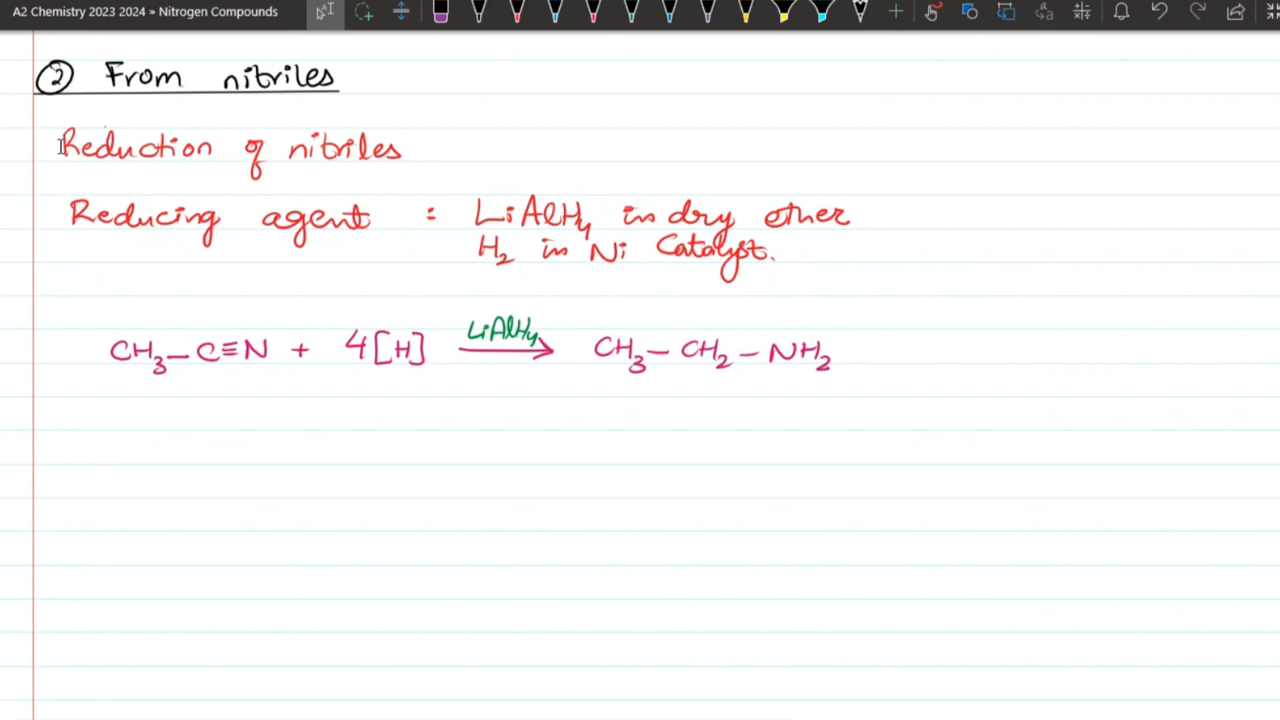 A2 Chemistry 2023 2024 » Nitrogen Compounds
② From nitriles
Reduction of nitriles
Reducing agent : LiAlH₄ in dry ether
H₂ in Ni Catalyst.
CH₃–C≡N + 4[H] LiAlH₄→ CH₃–CH₂–NH₂